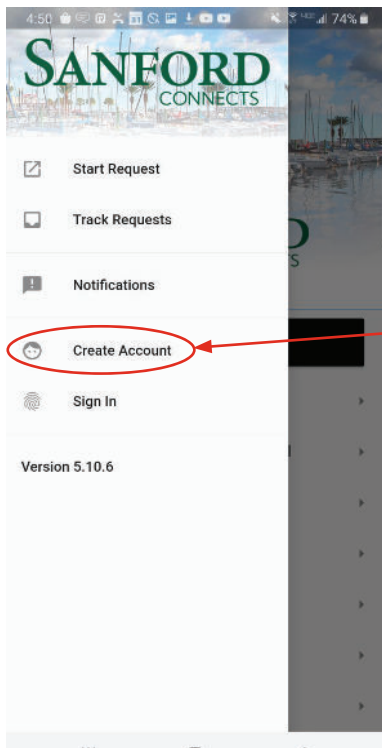 4:50
74%
SANFORD
CONNECTS
Start Request
Track Requests
Notifications
Create Account
Sign In
Version 5.10.6